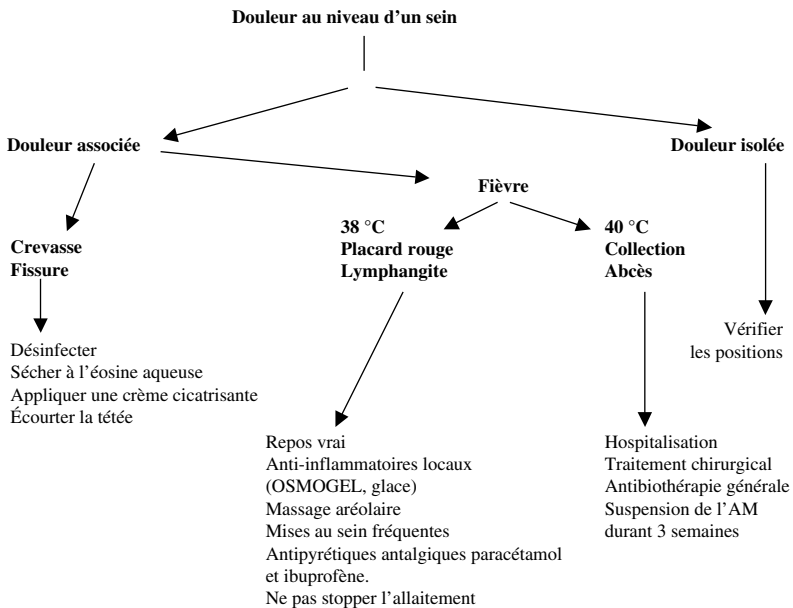 Douleur au niveau d'un sein
Douleur associée
Douleur isolée
Fièvre
Crevasse
Fissure
38 °C
Placard rouge
Lymphangite
40 °C
Collection
Abcès
Désinfecter
Sécher à l'éosine aqueuse
Appliquer une crème cicatrisante
Écourter la tétée
Vérifier
les positions
Repos vrai
Anti-inflammatoires locaux
(OSMOGEL, glace)
Massage aréolaire
Mises au sein fréquentes
Antipyrétiques antalgiques paracétamol
et ibuprofène.
Ne pas stopper l'allaitement
Hospitalisation
Traitement chirurgical
Antibiothérapie générale
Suspension de l'AM
durant 3 semaines